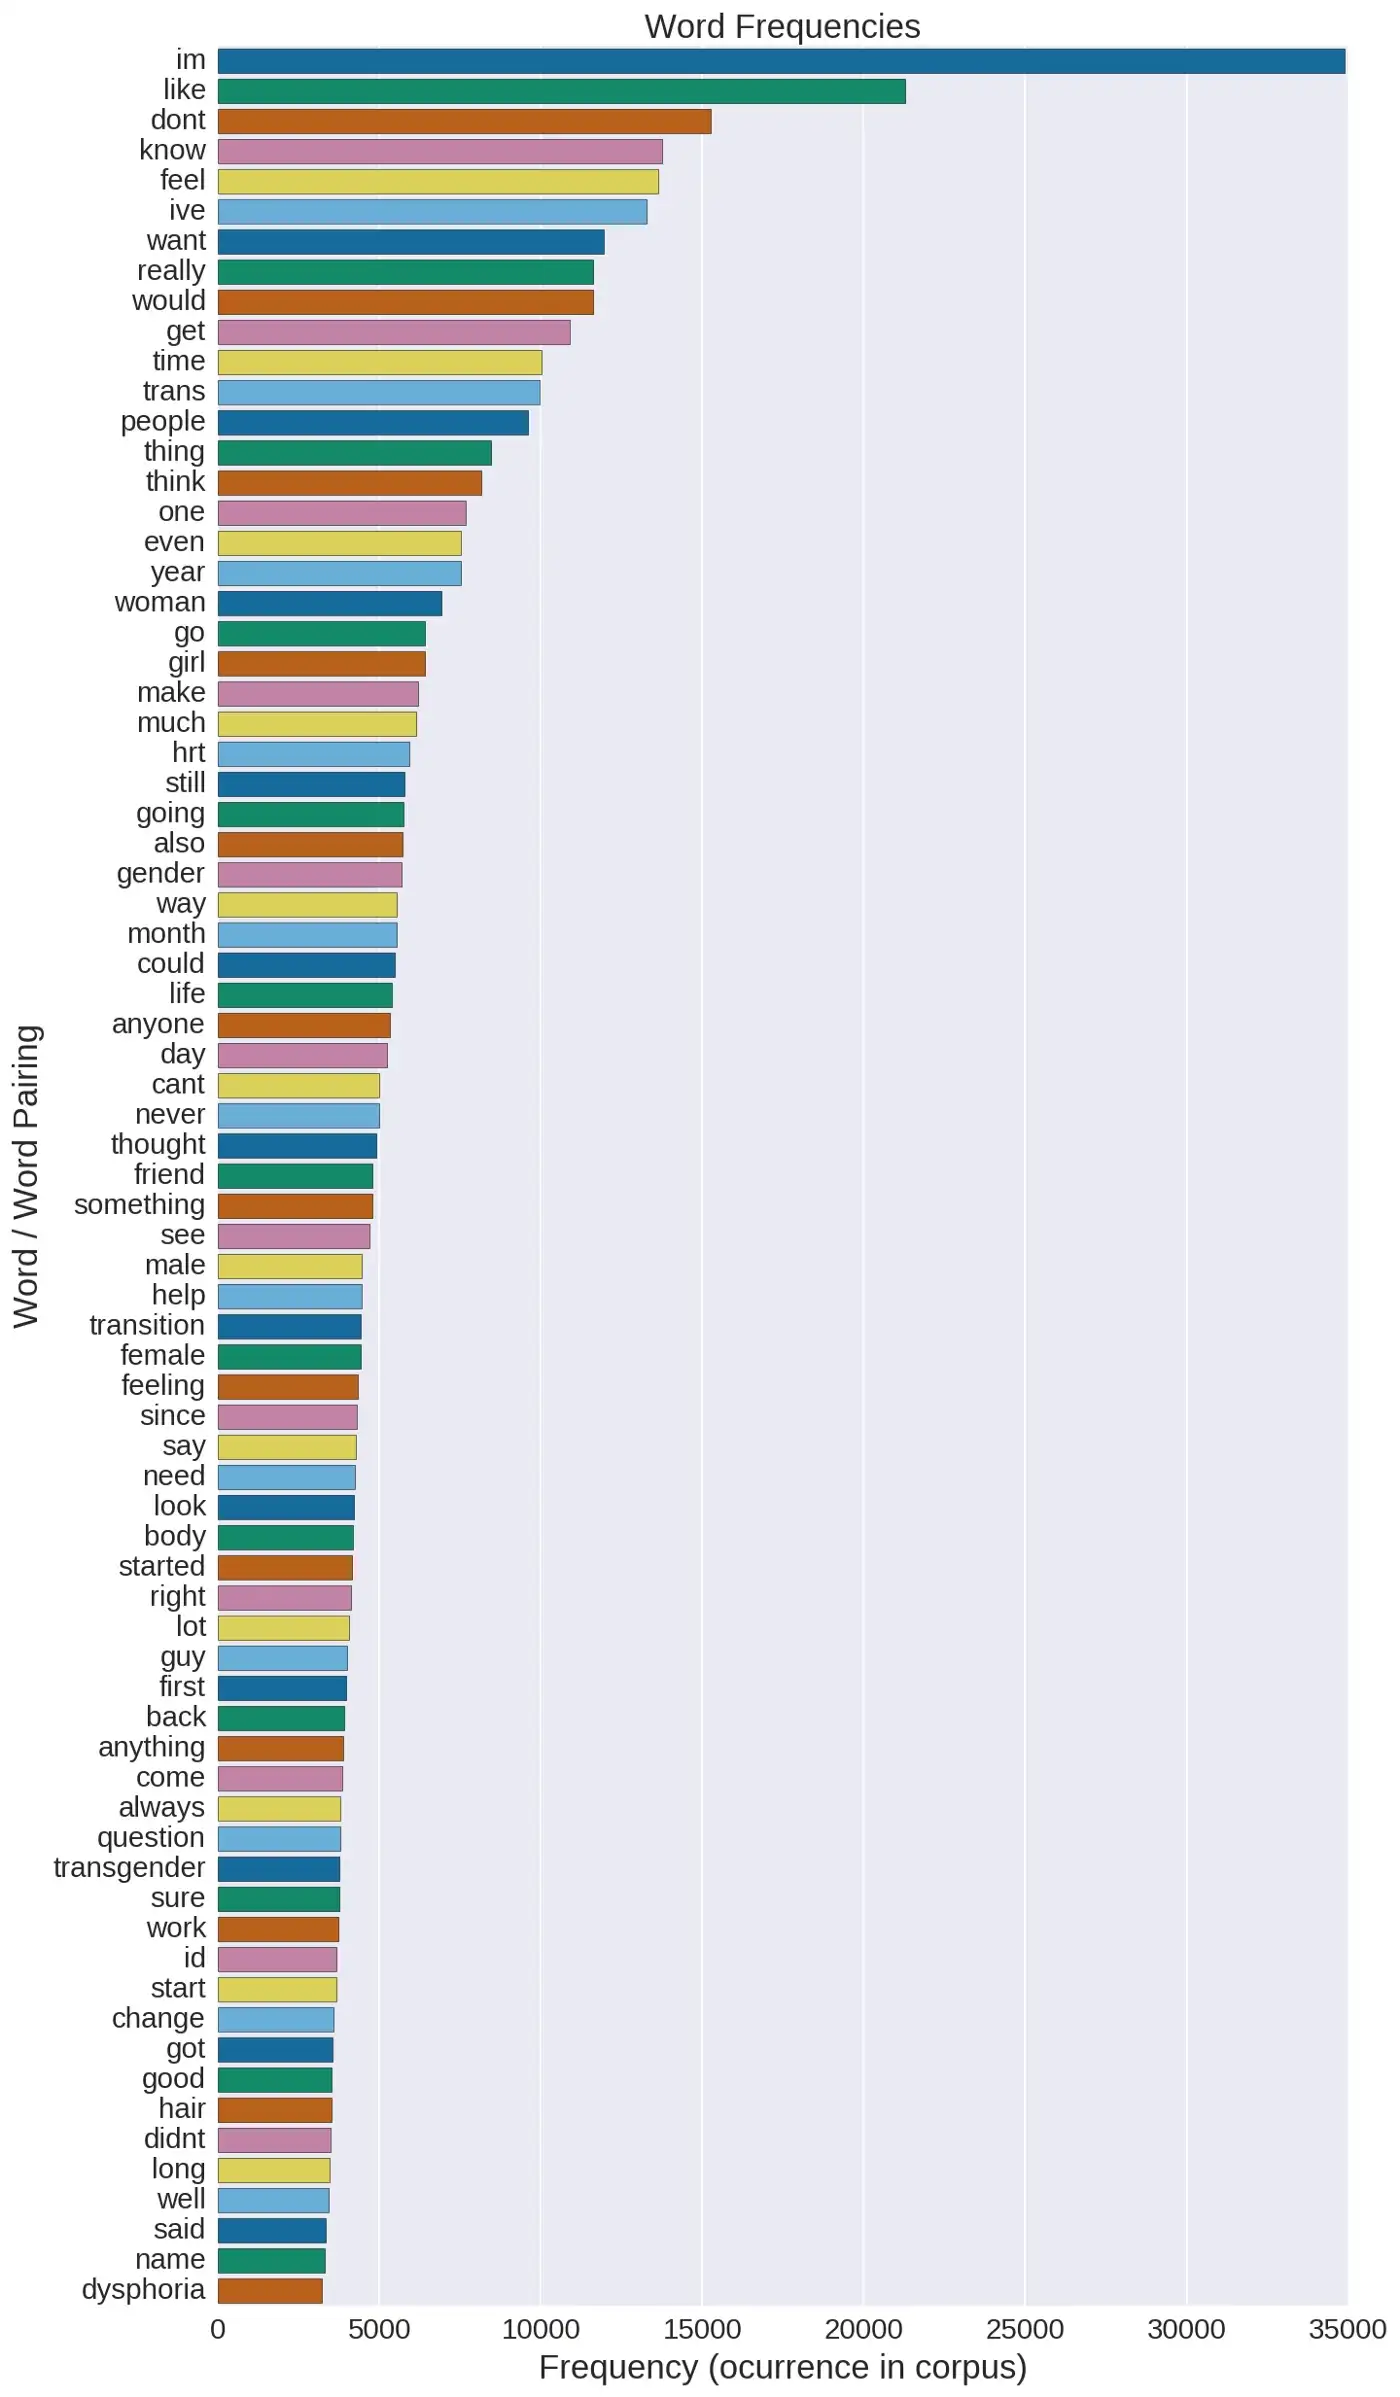 Word Frequencies
im
like
dont
know
feel
ive
want
really
would
get
time
trans
people
thing
think
one
even
year
woman
go
girl
make
much
hrt
still
going
also
gender
way
month
could
life
anyone
day
cant
never
thought
friend
something
see
male
help
transition
female
feeling
since
say
need
look
body
started
right
lot
guy
first
back
anything
come
always
question
transgender
sure
work
id
start
change
got
good
hair
didnt
long
well
said
name
dysphoria
Word / Word Pairing
0 5000 10000 15000 20000 25000 30000 35000
Frequency (ocurrence in corpus)